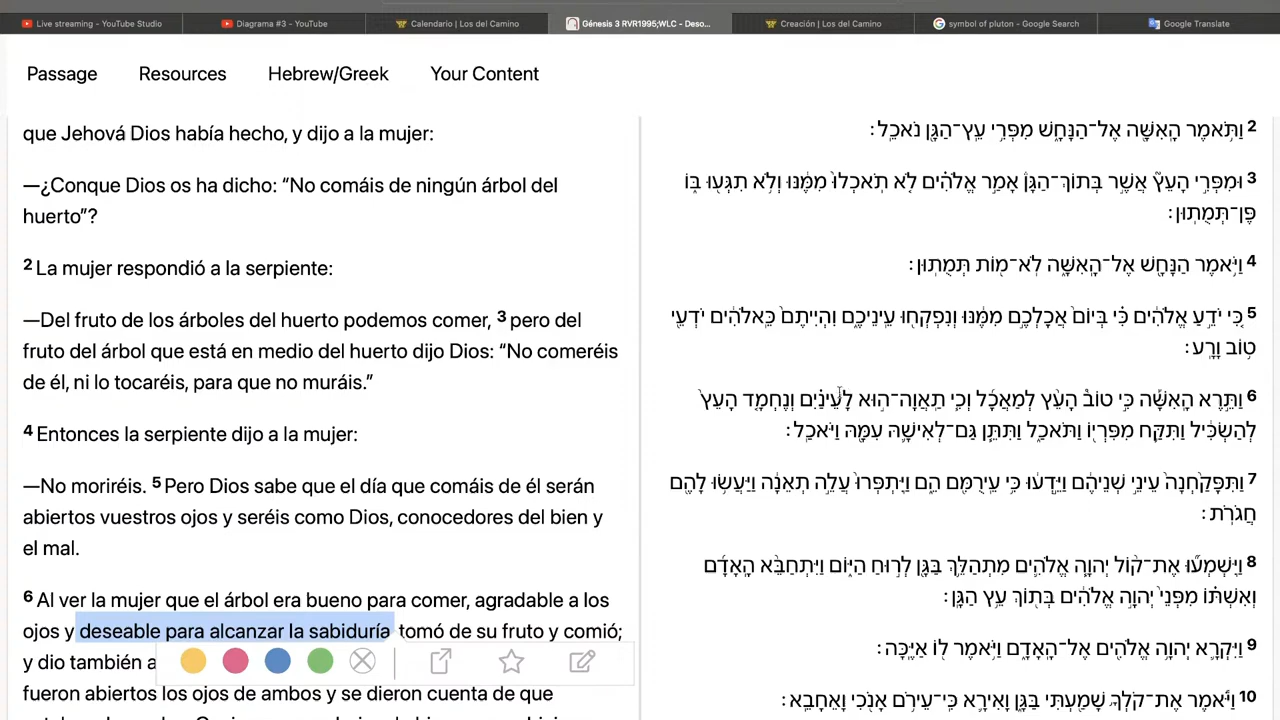 Live streaming - YouTube Studio
Diagrama #3 - YouTube
Calendario | Los del Camino
Génesis 3 RVR1995;WLC - Deso...
Creación | Los del Camino
symbol of pluton - Google Search
Google Translate
Passage
Resources
Hebrew/Greek
Your Content
que Jehová Dios había hecho, y dijo a la mujer:
—¿Conque Dios os ha dicho: “No comáis de ningún árbol del
huerto”?
2 La mujer respondió a la serpiente:
—Del fruto de los árboles del huerto podemos comer, 3 pero del
fruto del árbol que está en medio del huerto dijo Dios: “No comeréis
de él, ni lo tocaréis, para que no muráis.”
4 Entonces la serpiente dijo a la mujer:
—No moriréis. 5 Pero Dios sabe que el día que comáis de él serán
abiertos vuestros ojos y seréis como Dios, conocedores del bien y
el mal.
6 Al ver la mujer que el árbol era bueno para comer, agradable a los
ojos y deseable para alcanzar la sabiduría tomó de su fruto y comió;
y dio también a
fueron abiertos los ojos de ambos y se dieron cuenta de que
2 וַתֹּ֥אמֶר הָֽאִשָּׁ֖ה אֶל־הַנָּחָ֑שׁ מִפְּרִ֥י עֵֽץ־הַגָּ֖ן נֹאכֵֽל׃
3 וּמִפְּרִ֣י הָעֵץ֮ אֲשֶׁ֣ר בְּתוֹךְ־הַגָּן֒ אָמַ֣ר אֱלֹהִ֗ים לֹ֤א תֹֽאכְלוּ֙ מִמֶּ֔נּוּ וְלֹ֥א תִגְּע֖וּ בּ֑וֹ
פֶּן־תְּמֻתֽוּן׃
4 וַיֹּ֥אמֶר הַנָּחָ֖שׁ אֶל־הָֽאִשָּׁ֑ה לֹֽא־מ֖וֹת תְּמֻתֽוּן׃
5 כִּ֚י יֹדֵ֣עַ אֱלֹהִ֔ים כִּ֗י בְּיוֹם֙ אֲכָלְכֶ֣ם מִמֶּ֔נּוּ וְנִפְקְח֖וּ עֵֽינֵיכֶ֑ם וִהְיִיתֶם֙ כֵּֽאלֹהִ֔ים יֹדְעֵ֖י
ט֥וֹב וָרָֽע׃
6 וַתֵּ֣רֶא הָֽאִשָּׁ֡ה כִּ֣י טוֹב֩ הָעֵ֨ץ לְמַאֲכָ֜ל וְכִ֧י תַֽאֲוָה־ה֣וּא לָעֵינַ֗יִם וְנֶחְמָ֤ד הָעֵץ֙
לְהַשְׂכִּ֔יל וַתִּקַּ֥ח מִפִּרְי֖וֹ וַתֹּאכַ֑ל וַתִּתֵּ֧ן גַּם־לְאִישָׁ֛הּ עִמָּ֖הּ וַיֹּאכַֽל׃
7 וַתִּפָּקַ֙חְנָה֙ עֵינֵ֣י שְׁנֵיהֶ֔ם וַיֵּ֣דְע֔וּ כִּ֥י עֵֽירֻמִּ֖ם הֵ֑ם וַֽיִּתְפְּרוּ֙ עֲלֵ֣ה תְאֵנָ֔ה וַיַּעֲשׂ֥וּ לָהֶ֖ם
חֲגֹרֹֽת׃
8 וַֽיִּשְׁמְע֞וּ אֶת־ק֨וֹל יְהוָ֧ה אֱלֹהִ֛ים מִתְהַלֵּ֥ךְ בַּגָּ֖ן לְר֣וּחַ הַיּ֑וֹם וַיִּתְחַבֵּ֨א הָֽאָדָ֜ם
וְאִשְׁתּ֗וֹ מִפְּנֵי֙ יְהוָ֣ה אֱלֹהִ֔ים בְּת֖וֹךְ עֵ֥ץ הַגָּֽן׃
9 וַיִּקְרָ֛א יְהוָ֥ה אֱלֹהִ֖ים אֶל־הָֽאָדָ֑ם וַיֹּ֥אמֶר ל֖וֹ אַיֶּֽכָּה׃
10 וַיֹּ֕אמֶר אֶת־קֹלְךָ֥ שָׁמַ֖עְתִּי בַּגָּ֑ן וָאִירָ֛א כִּֽי־עֵירֹ֥ם אָנֹ֖כִי וָאֵחָבֵֽא׃